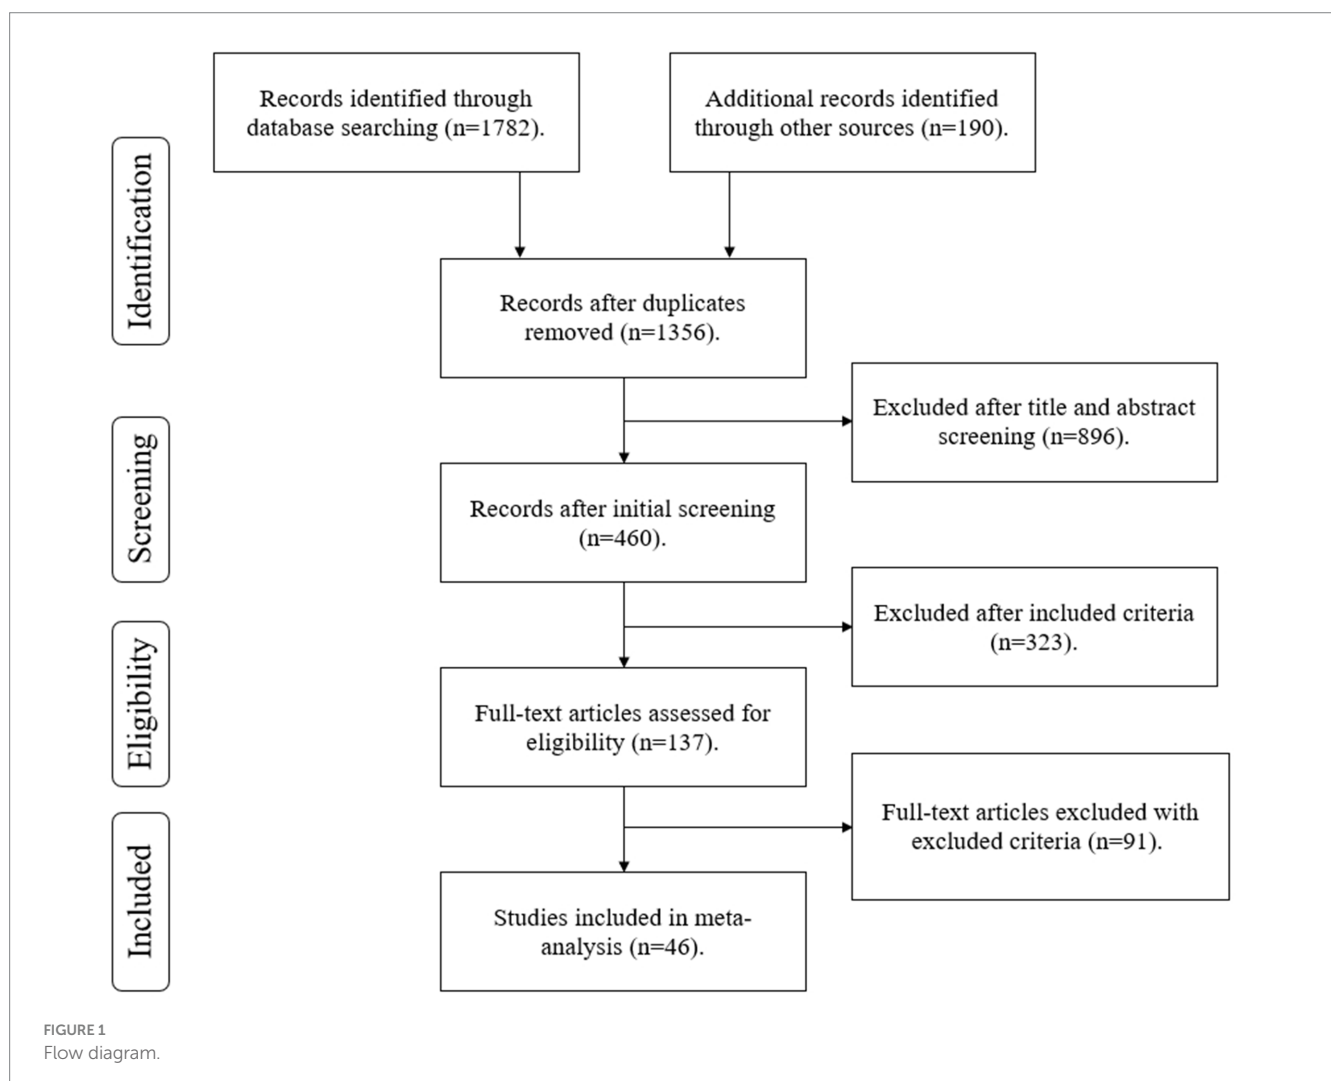 Records identified through
database searching (n=1782).
Additional records identified
through other sources (n=190).
Identification
Records after duplicates
removed (n=1356).
Excluded after title and abstract
screening (n=896).
Screening
Records after initial screening
(n=460).
Excluded after included criteria
(n=323).
Eligibility
Full-text articles assessed for
eligibility (n=137).
Full-text articles excluded with
excluded criteria (n=91).
Included
Studies included in meta-
analysis (n=46).
FIGURE 1
Flow diagram.